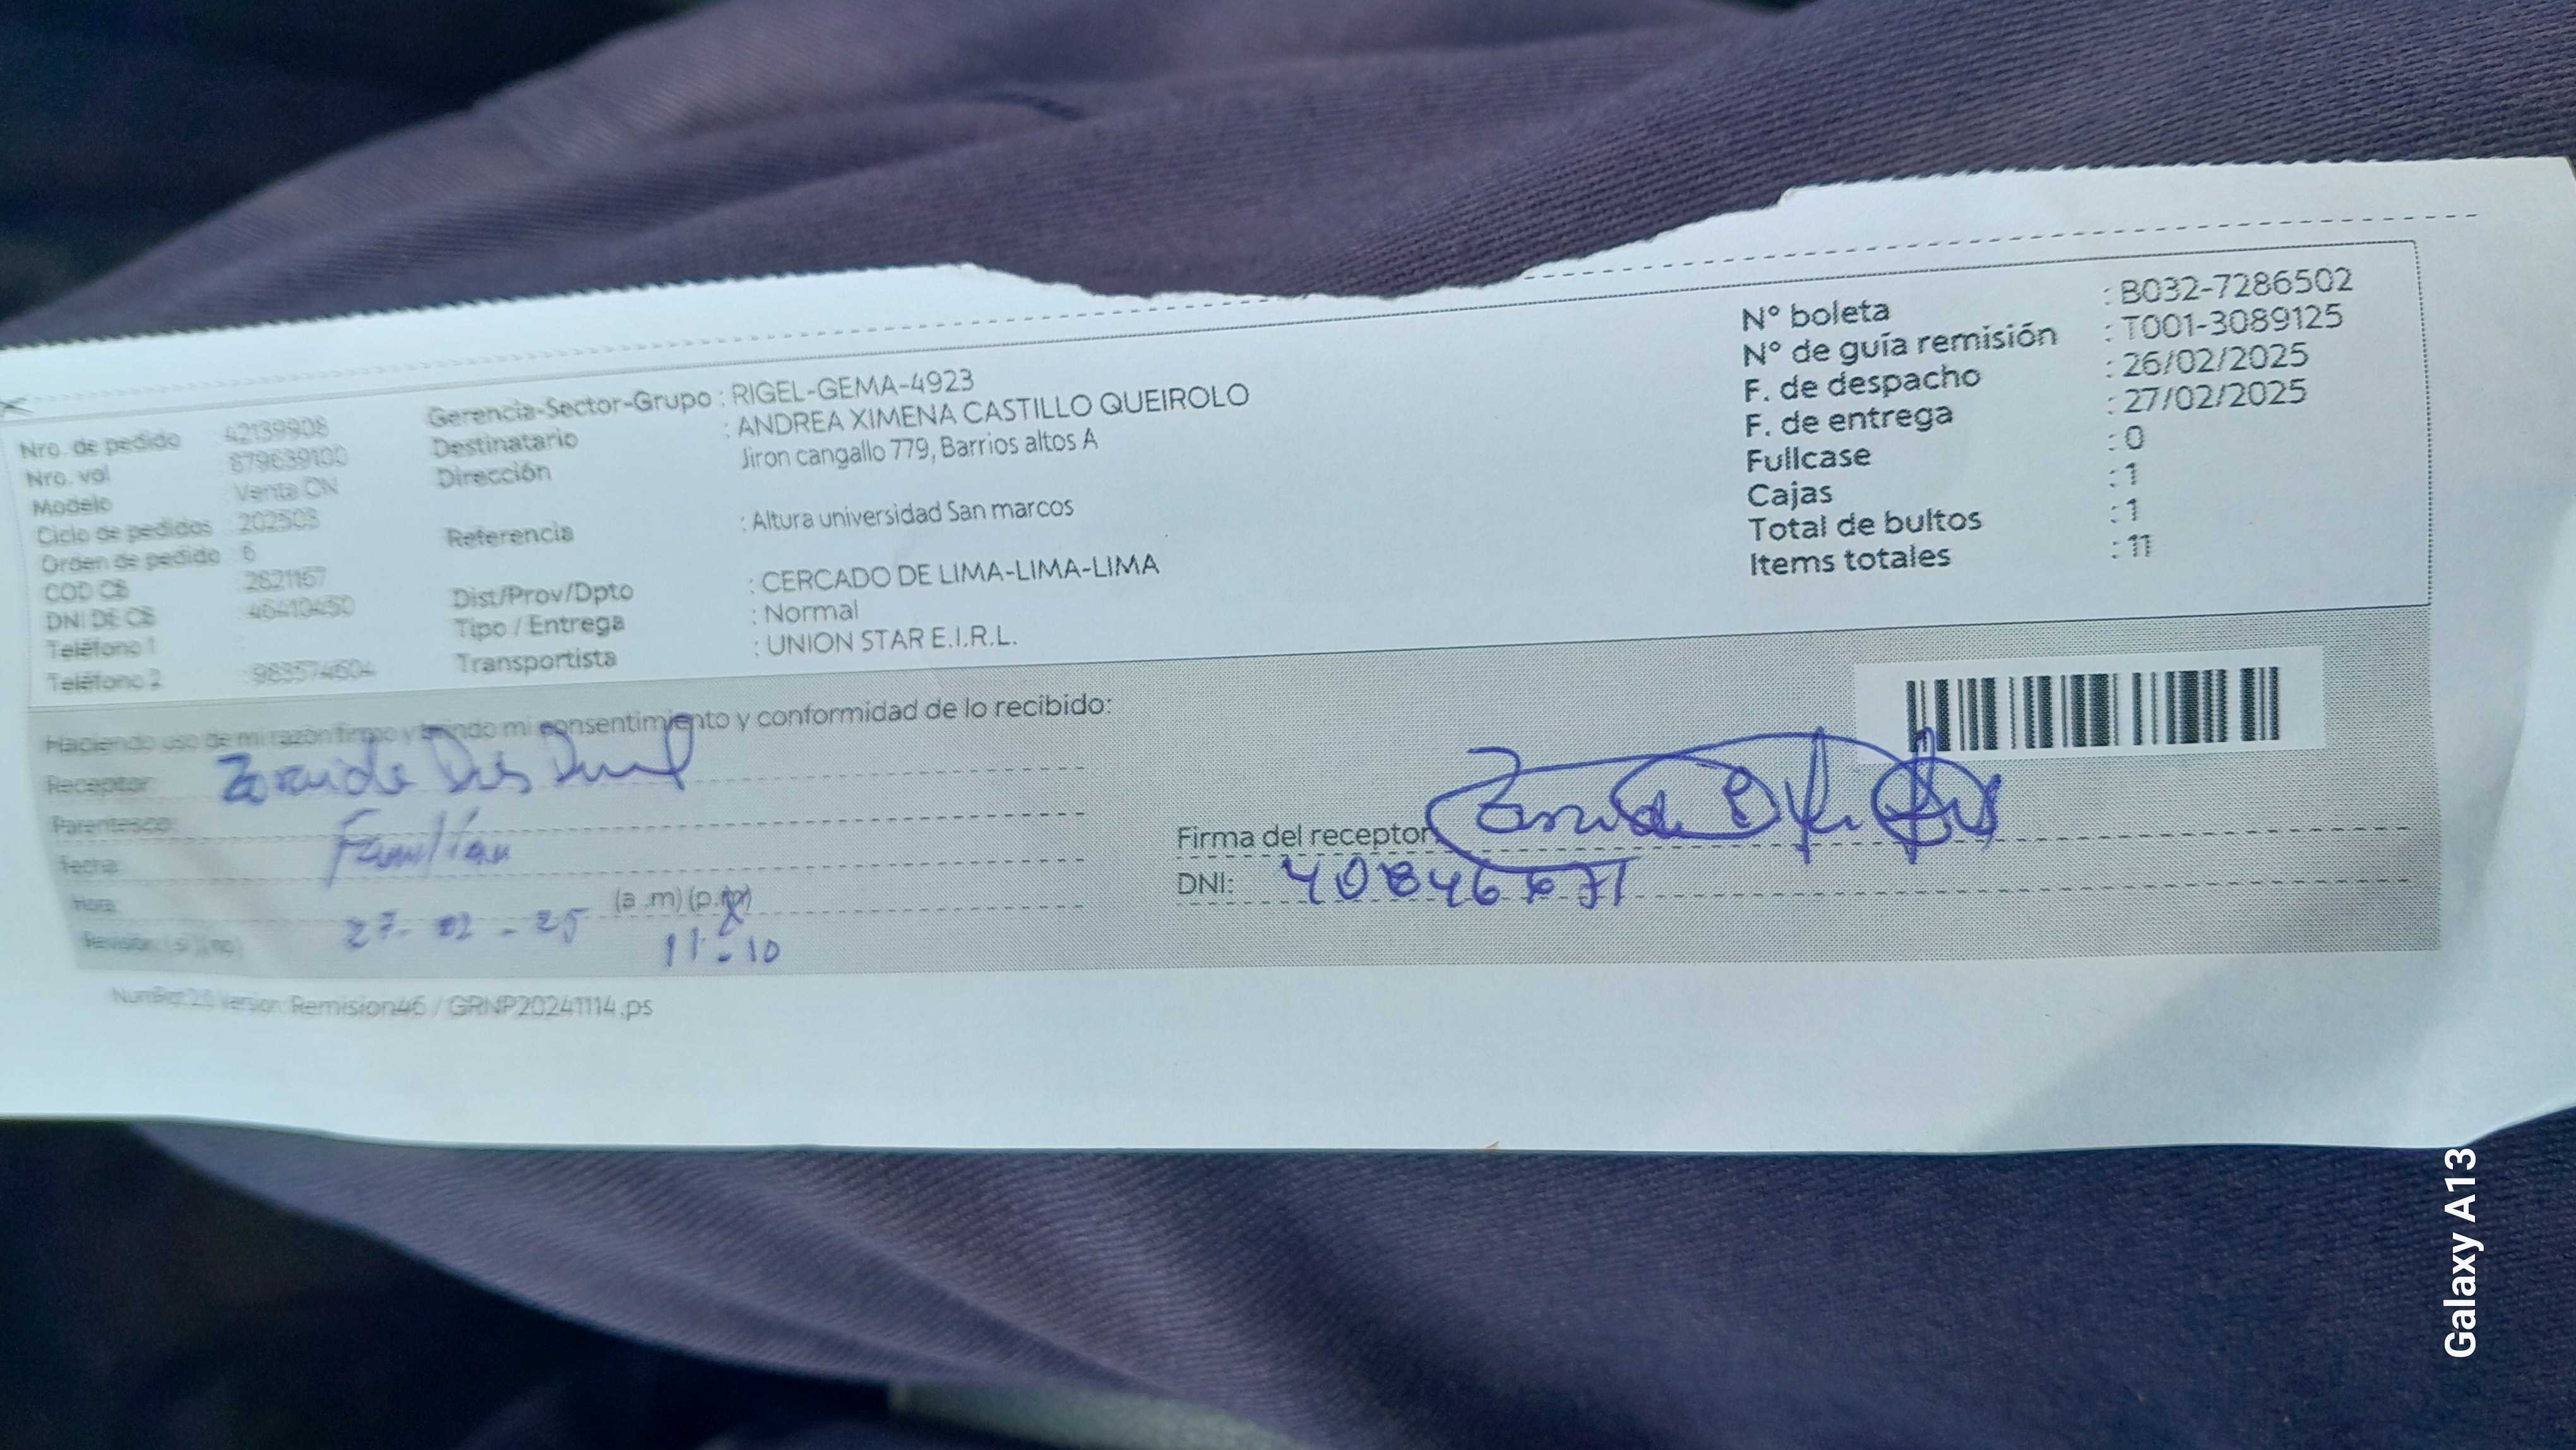 Nro. de pedido : 42139908
Nro. val : 879639100
Modelo : Venta CN
Ciclo de pedidos : 202503
Orden de pedido : 6
COD CB : 2821167
DNI DE CB : 46410450
Teléfono 1 :
Teléfono 2 : 983574604
Gerencia-Sector-Grupo : RIGEL-GEMA-4923
Destinatario : ANDREA XIMENA CASTILLO QUEIROLO
Dirección Jiron cangallo 779, Barrios altos A
Referencia : Altura universidad San marcos
Dist/Prov/Dpto : CERCADO DE LIMA-LIMA-LIMA
Tipo / Entrega : Normal
Transportista : UNION STAR E.I.R.L.
N° boleta : B032-7286502
N° de guía remisión : T001-3089125
F. de despacho : 26/02/2025
F. de entrega : 27/02/2025
Fullcase : 0
Cajas : 1
Total de bultos : 1
Items totales : 11
Haciendo uso de mi razón firmo y brindo mi consentimiento y conformidad de lo recibido:
Receptor: Zoraida
Parentesco:
Familiar
Fecha:
Hora: (a.m) (p.m)
27-02-25 11:10
Revisión: (si) (no)
Firma del receptor:
DNI:
Version: Remision46 / GRNP20241114.ps
Galaxy A13